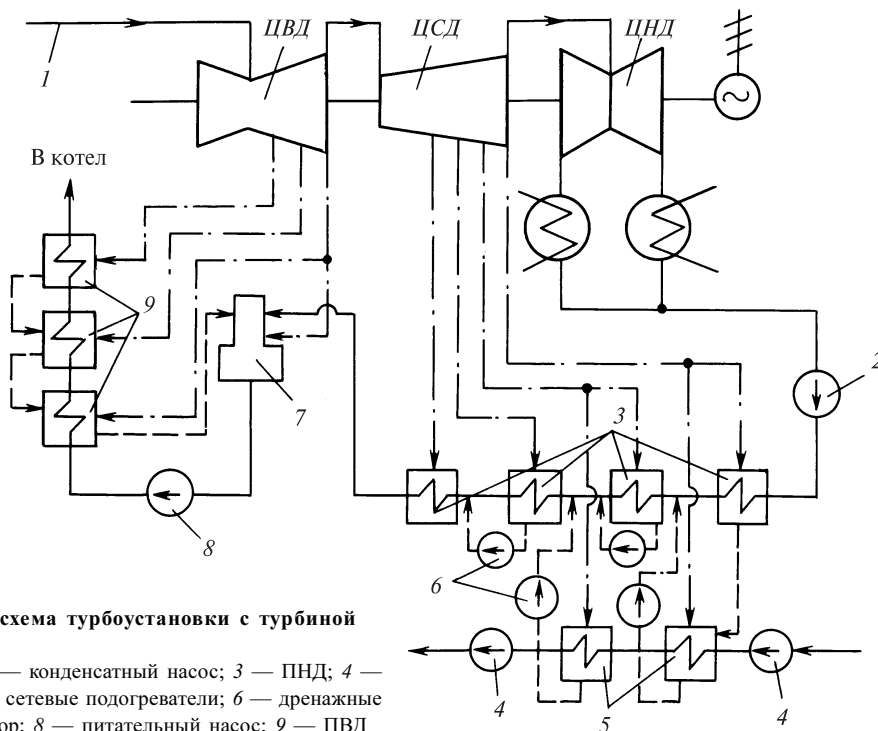 ЦВД
ЦСД
ЦНД
1
В котел
9
2
7
3
8
6
схема турбоустановки с турбиной
— конденсатный насос; 3 — ПНД; 4 —
сетевые подогреватели; 6 — дренажные
ор; 8 — питательный насос; 9 — ПВД
4
5
4